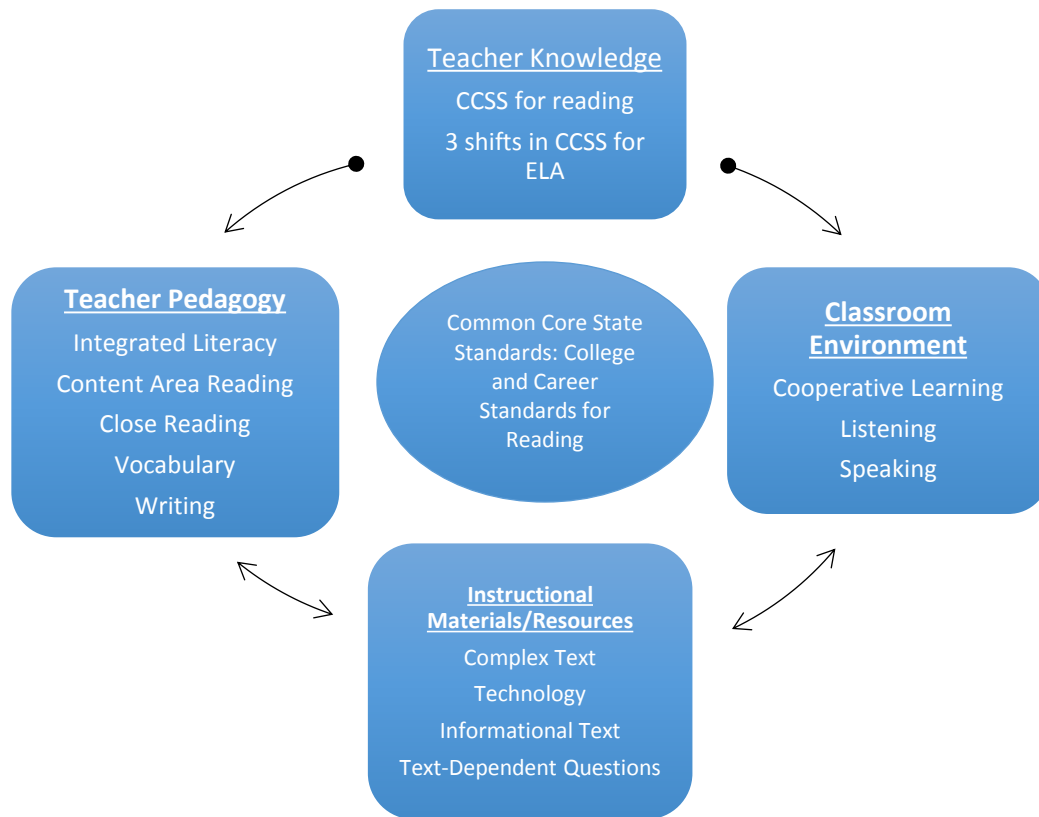 Teacher Knowledge
CCSS for reading
3 shifts in CCSS for
ELA
Teacher Pedagogy
Integrated Literacy
Content Area Reading
Close Reading
Vocabulary
Writing
Common Core State
Standards: College
and Career
Standards for
Reading
Classroom
Environment
Cooperative Learning
Listening
Speaking
Instructional
Materials/Resources
Complex Text
Technology
Informational Text
Text-Dependent Questions